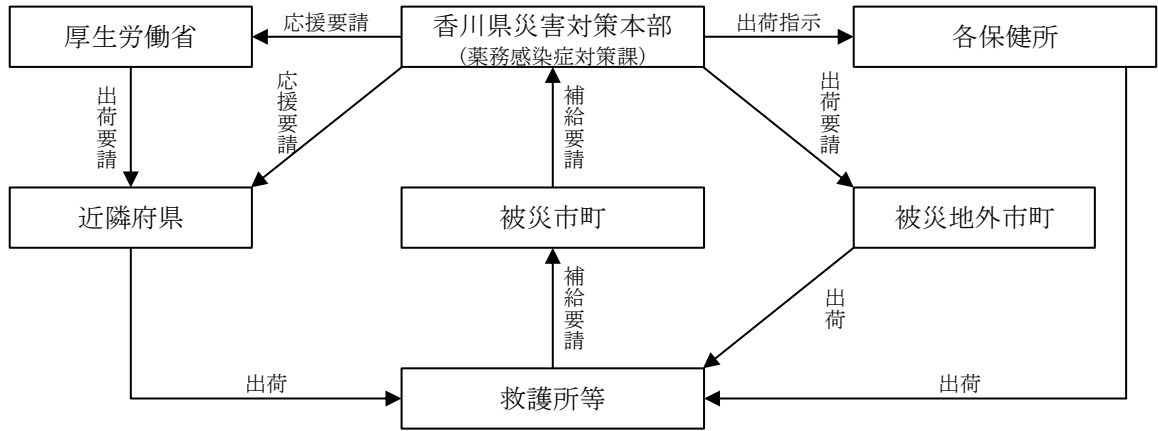 厚生労働省
応援要請
香川県災害対策本部
(薬務感染症対策課)
出荷指示
各保健所
出荷要請
応援要請
補給要請
出荷要請
近隣府県
被災市町
被災地外市町
補給要請
出荷
出荷
救護所等
出荷